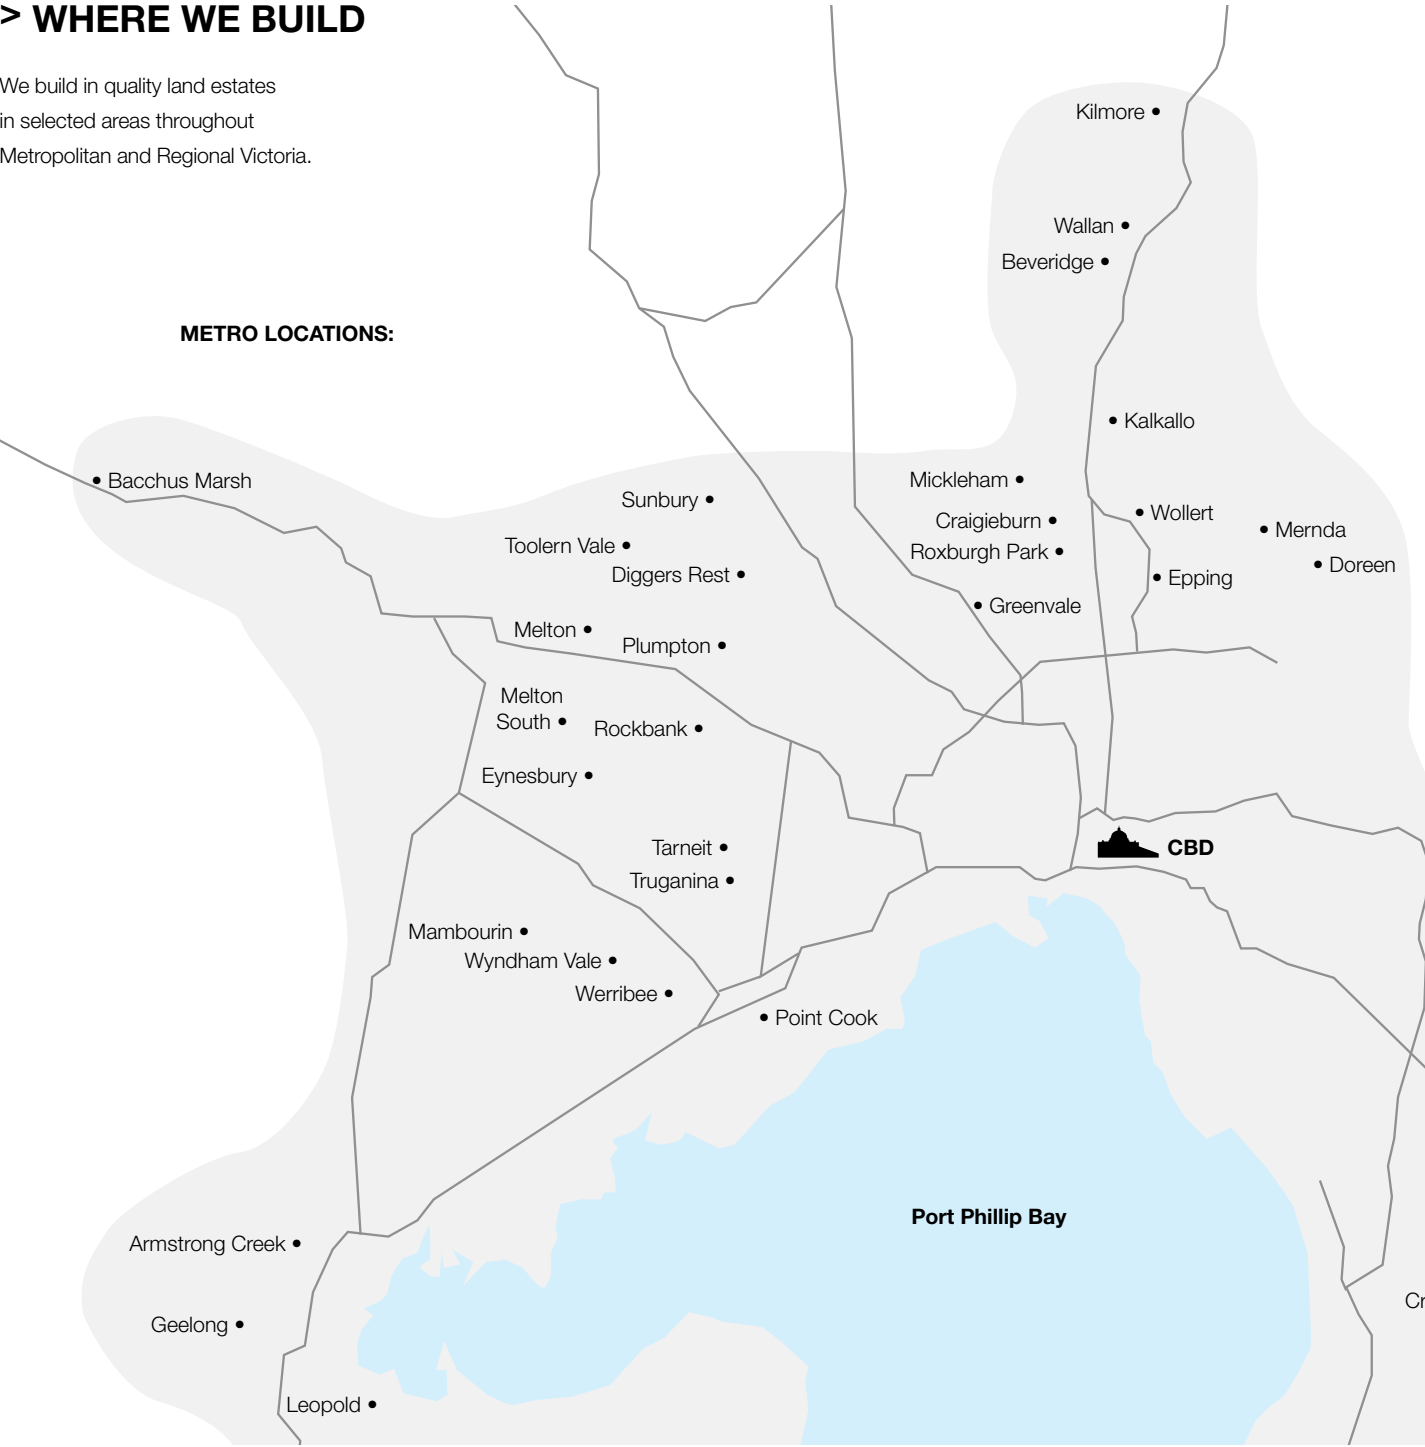 > WHERE WE BUILD
We build in quality land estates
in selected areas throughout
Metropolitan and Regional Victoria.
Kilmore
Wallan
Beveridge
METRO LOCATIONS:
Kalkallo
Bacchus Marsh
Mickleham
Sunbury
Wollert
Craigieburn
Mernda
Toolern Vale
Roxburgh Park
Doreen
Diggers Rest
Epping
Greenvale
Melton
Plumpton
Melton
South
Rockbank
Eynesbury
Tarneit
CBD
Truganina
Mambourin
Wyndham Vale
Werribee
Point Cook
Port Phillip Bay
Armstrong Creek
Geelong
Leopold